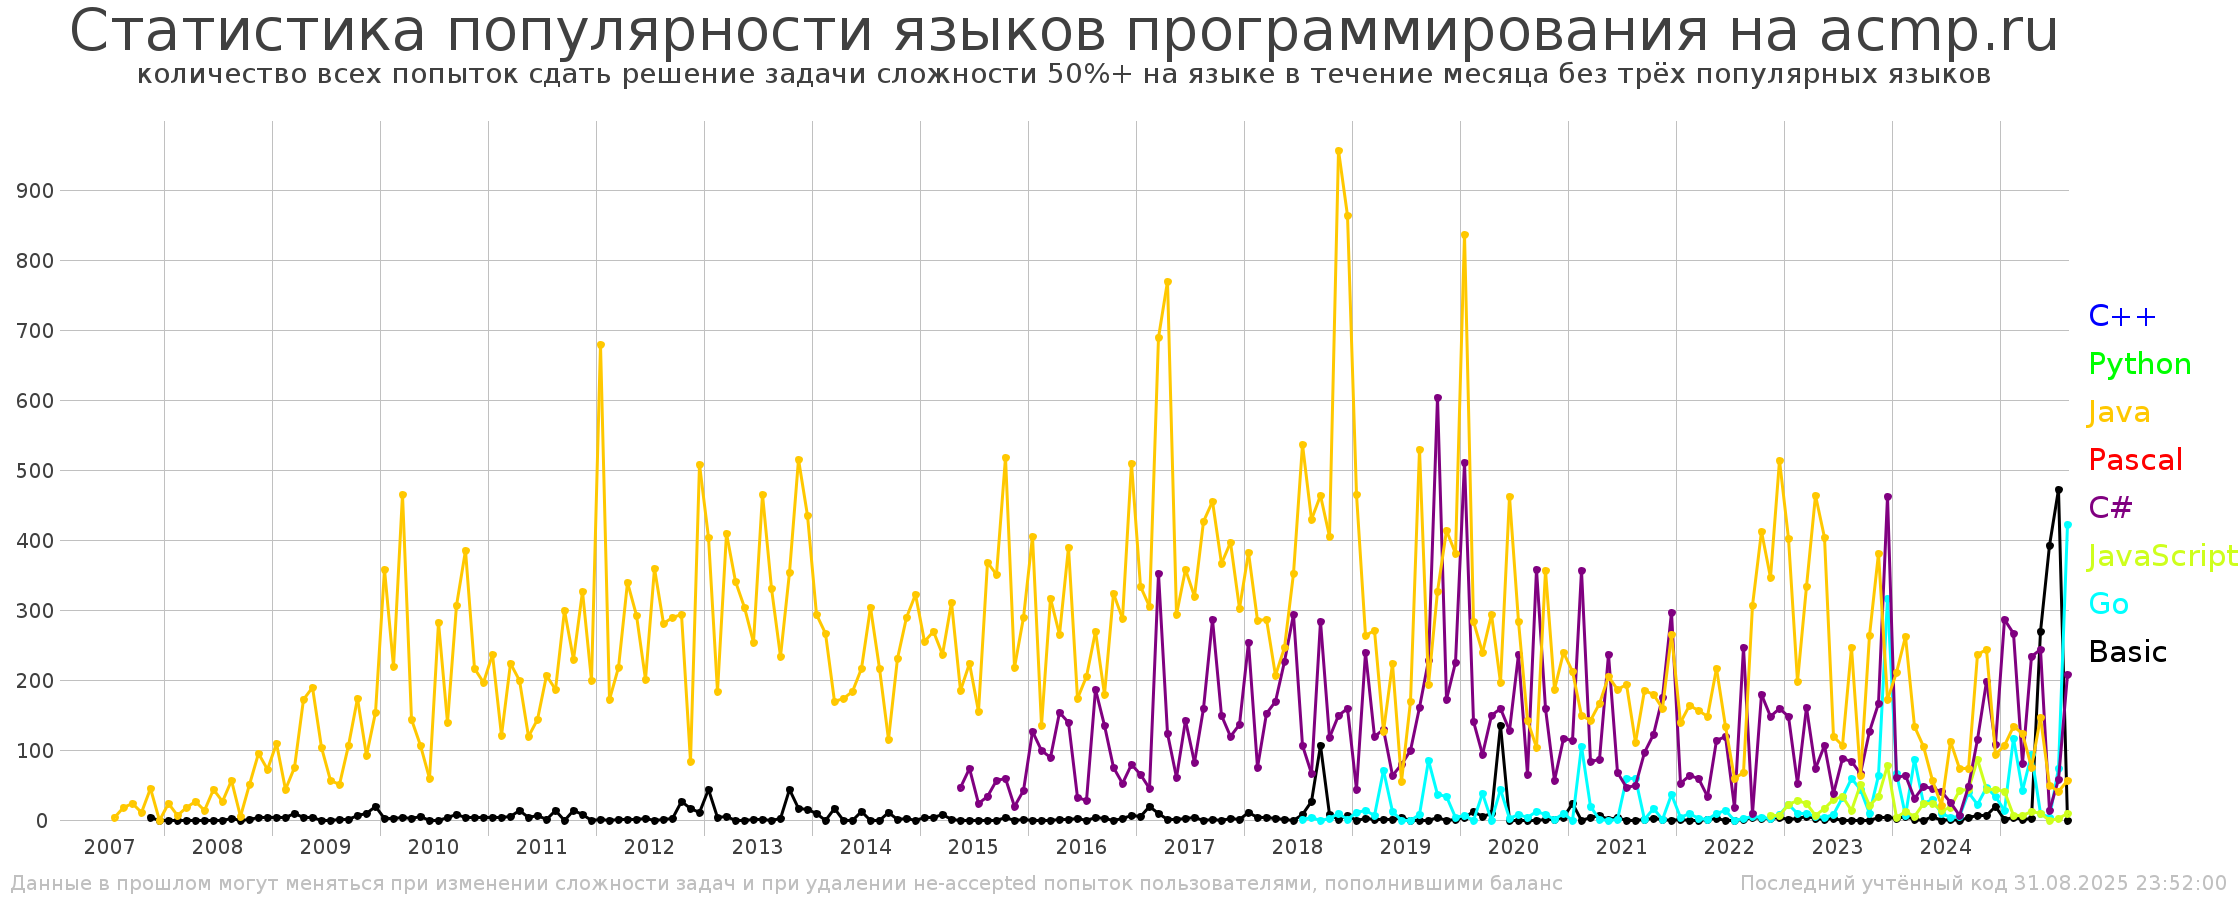 Статистика популярности языков программирования на acmp.ru
количество всех попыток сдать решение задачи сложности 50%+ на языке в течение месяца без трёх популярных языков
900
800
700
600
500
400
300
200
100
0
2007 2008 2009 2010 2011 2012 2013 2014 2015 2016 2017 2018 2019 2020 2021 2022 2023 2024
C++
Python
Java
Pascal
C#
JavaScript
Go
Basic
Данные в прошлом могут меняться при изменении сложности задач и при удалении не-accepted попыток пользователями, пополнившими баланс
Последний учтённый код 31.08.2025 23:52:00